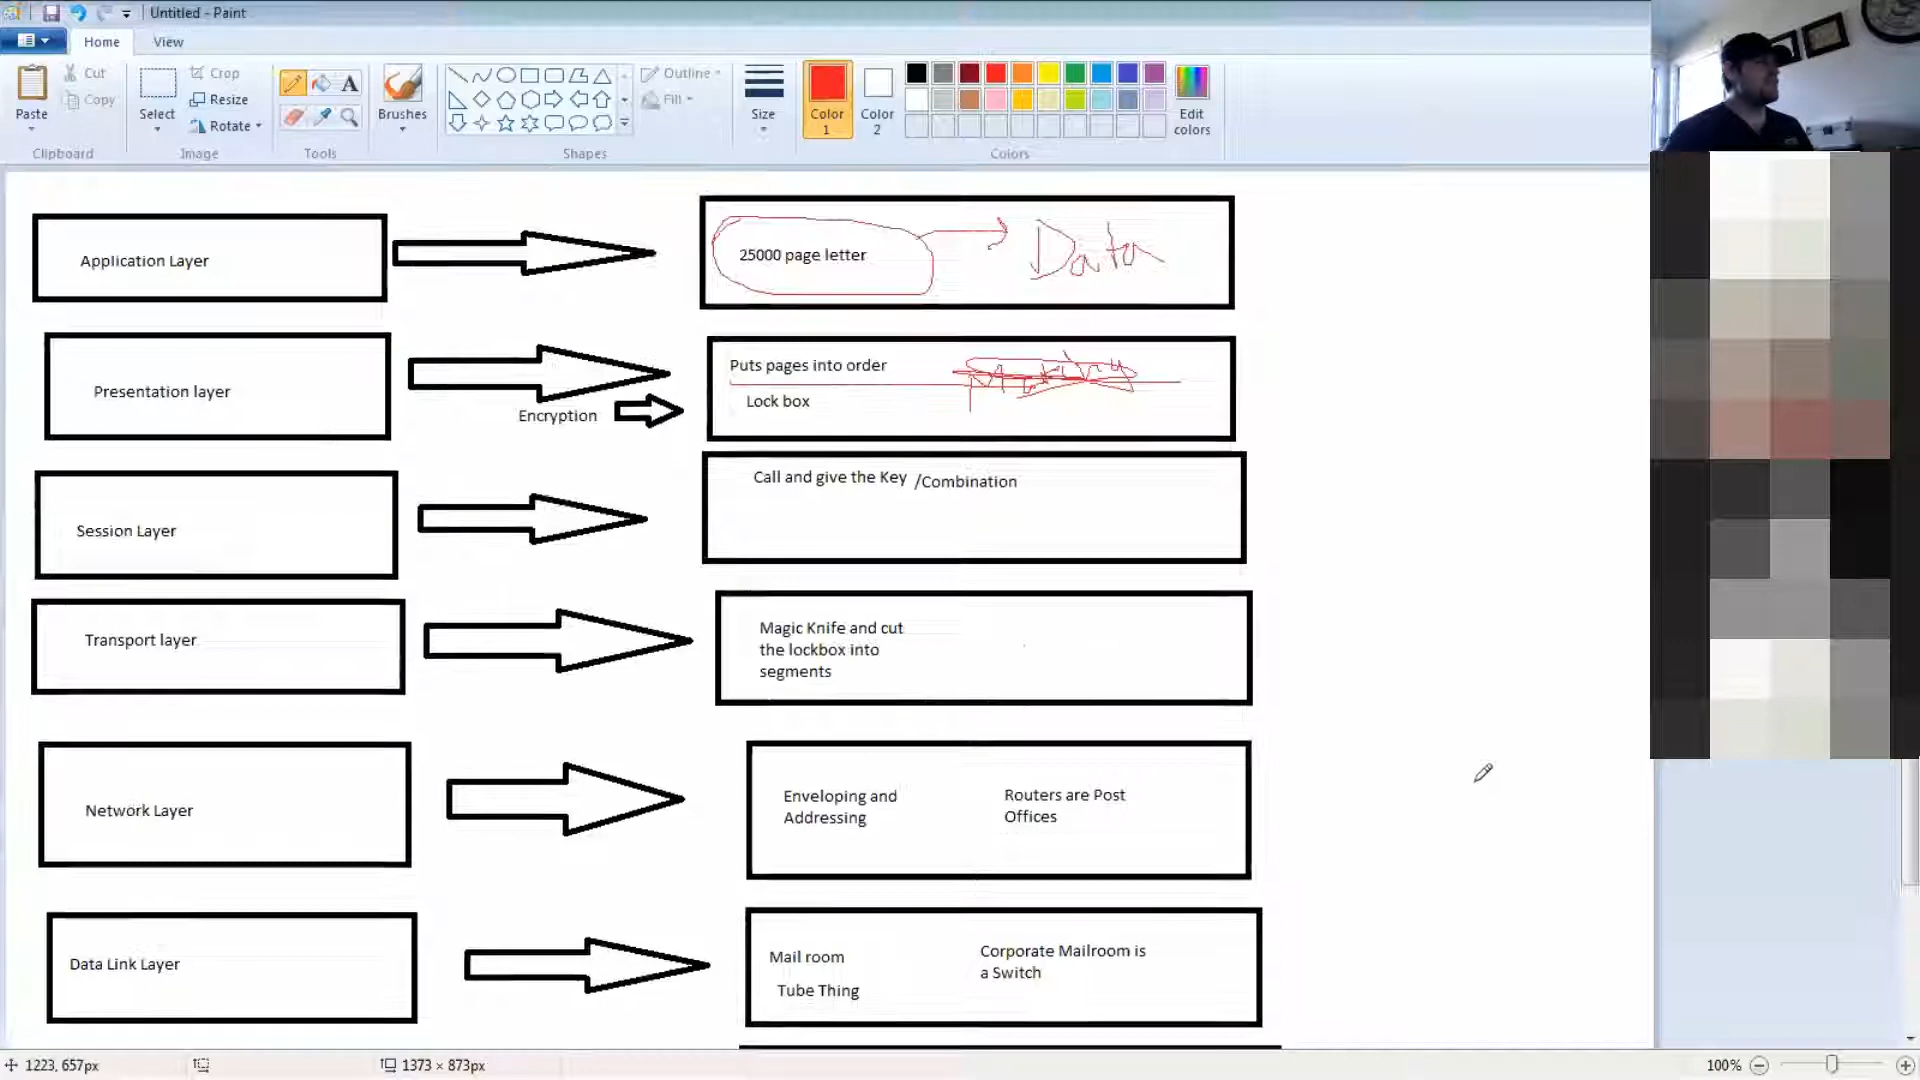 Untitled - Paint
Home
View
Paste
Cut
Copy
Clipboard
Select
Crop
Resize
Rotate
Image
A
Tools
Brushes
Outline
Fill
Shapes
Size
Color 1
Color 2
Edit colors
Colors
Application Layer
25000 page letter
Data
Presentation layer
Encryption
Puts pages into order
Lock box
Session Layer
Call and give the Key /Combination
Transport layer
Magic Knife and cut
the lockbox into
segments
Network Layer
Enveloping and
Addressing
Routers are Post
Offices
Data Link Layer
Mail room
Tube Thing
Corporate Mailroom is
a Switch
1223, 657px
1373 × 873px
100%